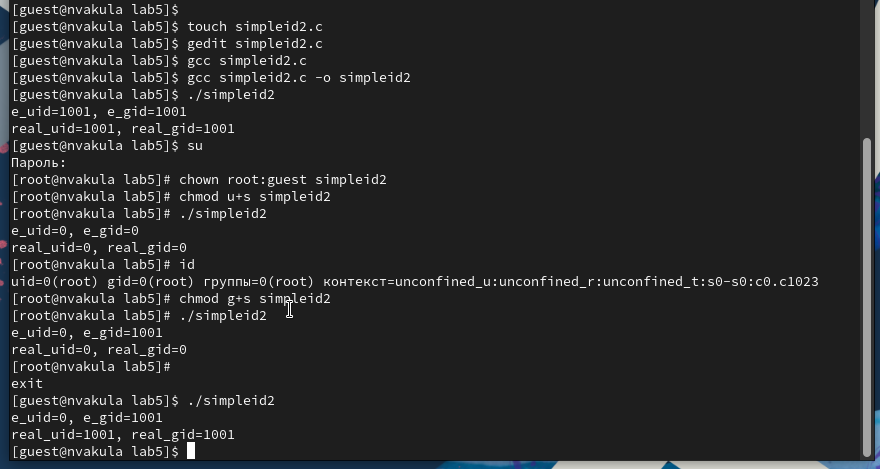 [guest@nvakula lab5]$
[guest@nvakula lab5]$ touch simpleid2.c
[guest@nvakula lab5]$ gedit simpleid2.c
[guest@nvakula lab5]$ gcc simpleid2.c
[guest@nvakula lab5]$ gcc simpleid2.c -o simpleid2
[guest@nvakula lab5]$ ./simpleid2
e_uid=1001, e_gid=1001
real_uid=1001, real_gid=1001
[guest@nvakula lab5]$ su
Пароль:
[root@nvakula lab5]# chown root:guest simpleid2
[root@nvakula lab5]# chmod u+s simpleid2
[root@nvakula lab5]# ./simpleid2
e_uid=0, e_gid=0
real_uid=0, real_gid=0
[root@nvakula lab5]# id
uid=0(root) gid=0(root) группы=0(root) контекст=unconfined_u:unconfined_r:unconfined_t:s0-s0:c0.c1023
[root@nvakula lab5]# chmod g+s simpleid2
[root@nvakula lab5]# ./simpleid2
e_uid=0, e_gid=1001
real_uid=0, real_gid=0
[root@nvakula lab5]#
exit
[guest@nvakula lab5]$ ./simpleid2
e_uid=0, e_gid=1001
real_uid=1001, real_gid=1001
[guest@nvakula lab5]$